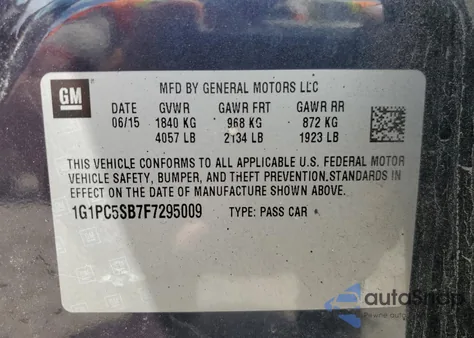 GM
MFD BY GENERAL MOTORS LLC
DATE GVWR GAWR FRT GAWR RR
06/15 1840 KG 968 KG 872 KG
4057 LB 2134 LB 1923 LB
THIS VEHICLE CONFORMS TO ALL APPLICABLE U.S. FEDERAL MOTOR
VEHICLE SAFETY, BUMPER, AND THEFT PREVENTION.STANDARDS IN
EFFECT ON THE DATE OF MANUFACTURE SHOWN ABOVE.
1G1PC5SB7F7295009 TYPE: PASS CAR
autoSnap